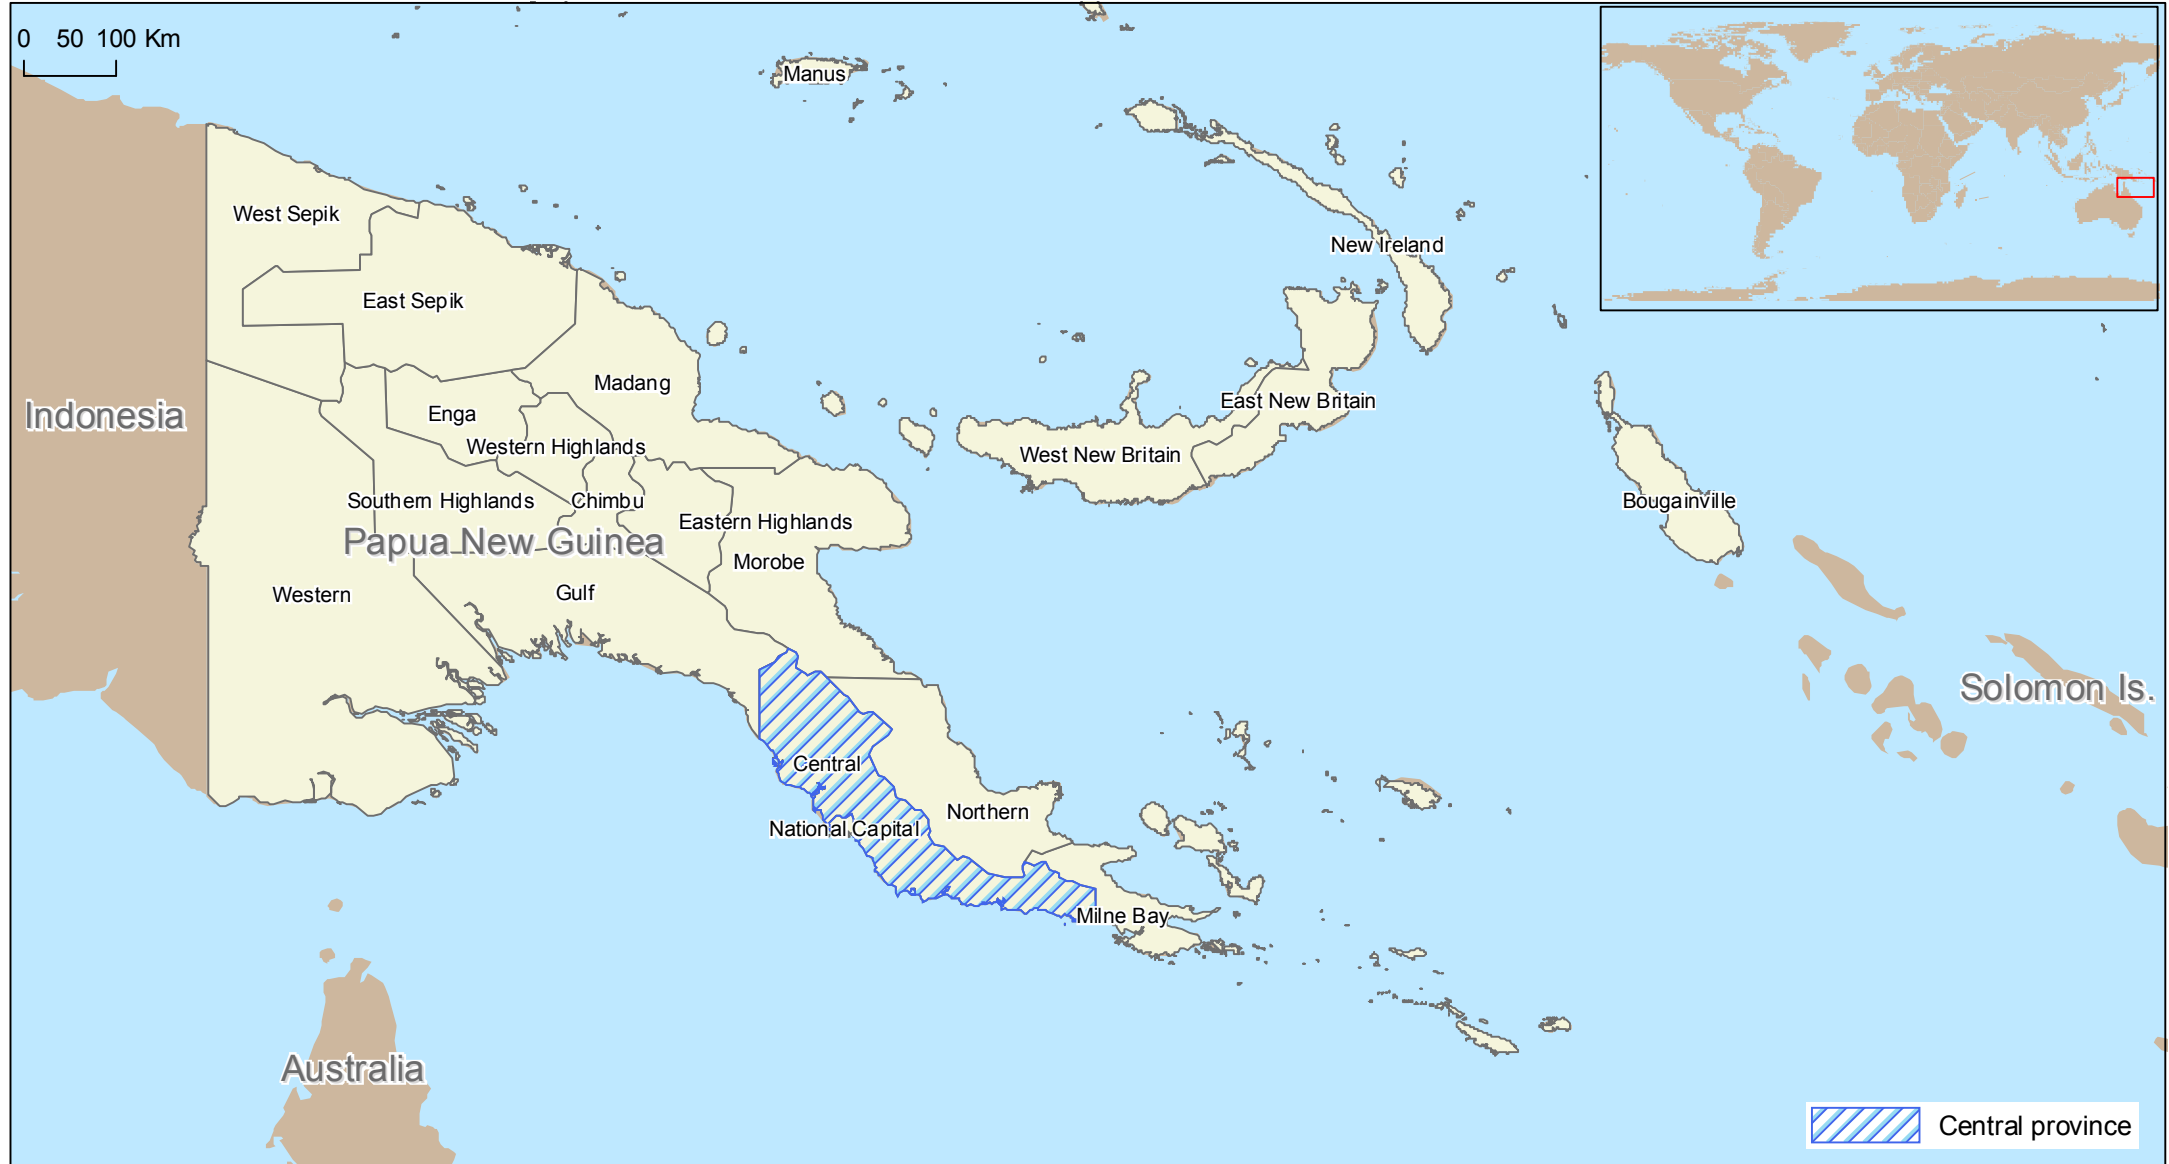 0 50 100 Km
Manus
West Sepik
New Ireland
East Sepik
Madang
Indonesia
Enga
East New Britain
Western Highlands
West New Britain
Southern Highlands
Chimbu
Bougainville
Eastern Highlands
Papua New Guinea
Morobe
Western
Gulf
Solomon Is.
Central
Northern
National Capital
Milne Bay
Australia
Central province